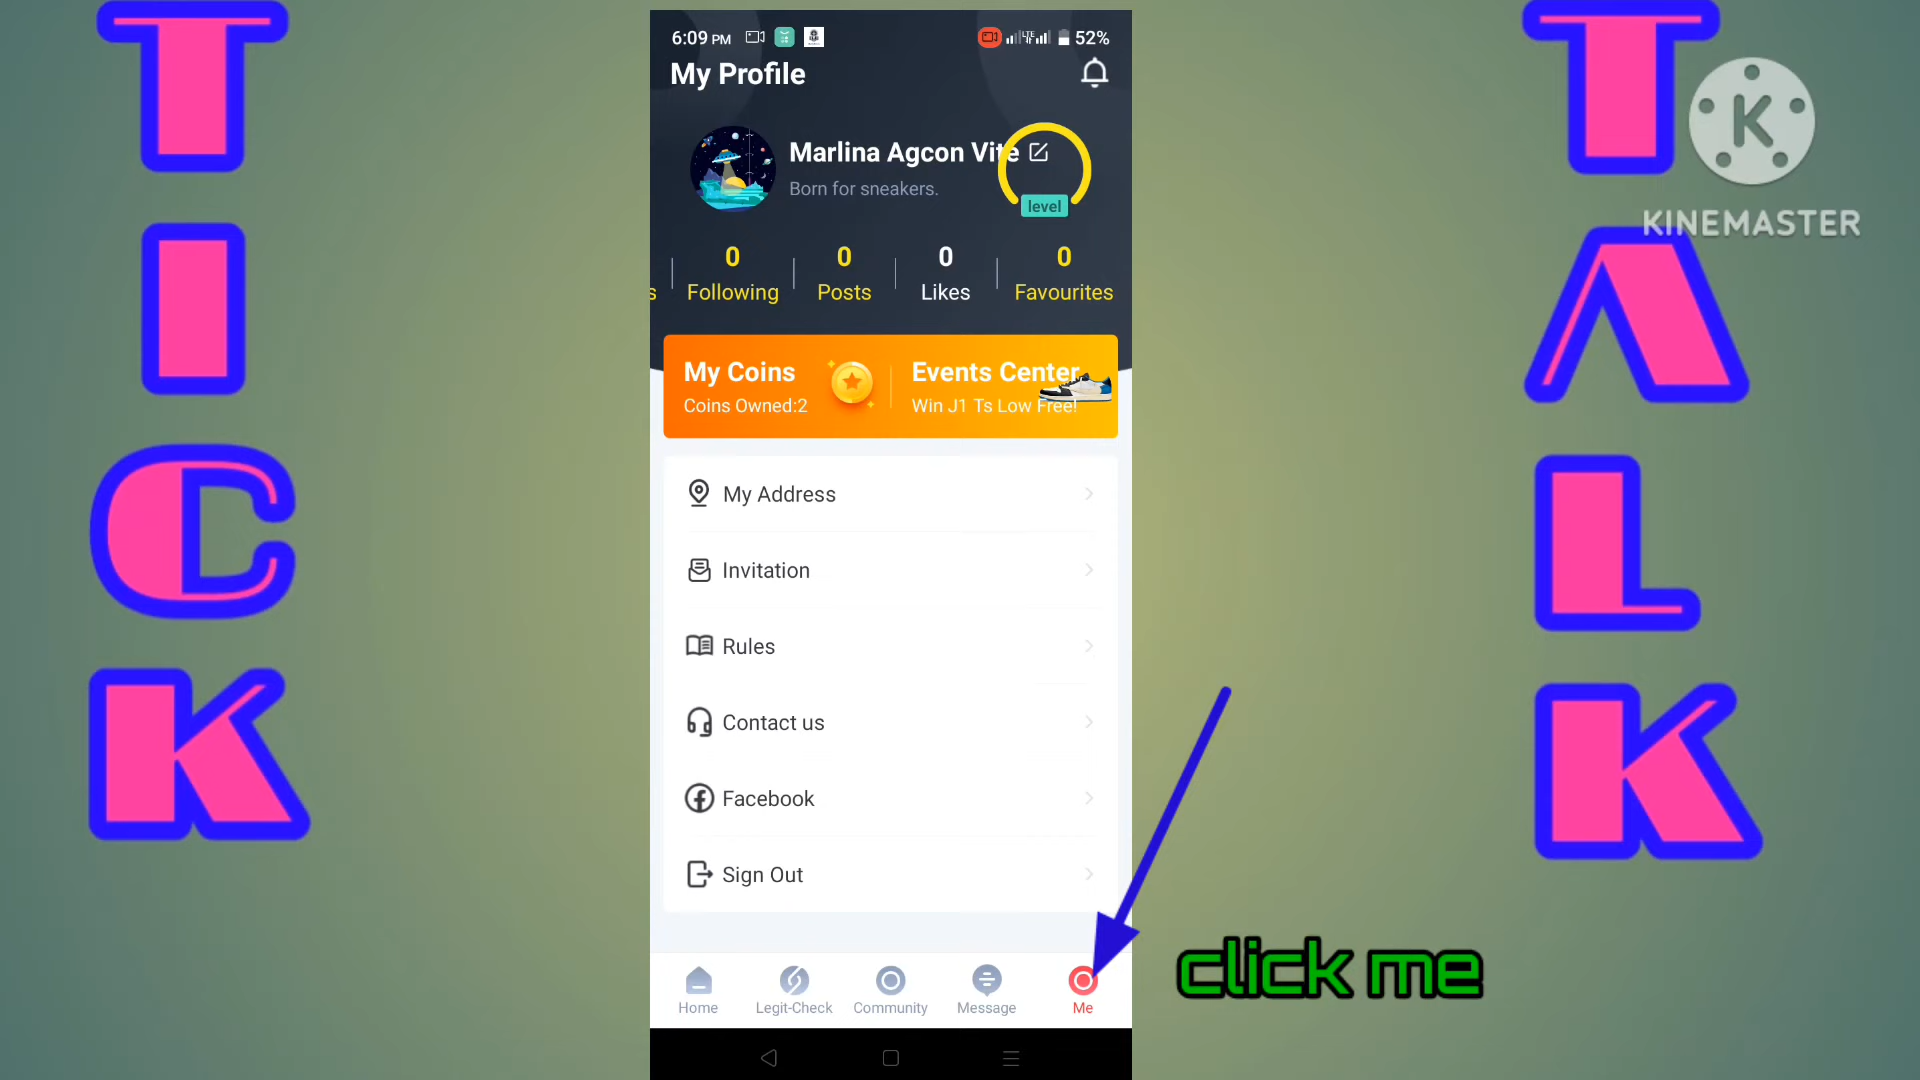 TICK
TALK
KINEMASTER
6:09 PM
52%
My Profile
Marlina Agcon Vite
Born for sneakers.
level
0 0 0 0
s Following Posts Likes Favourites
My Coins
Coins Owned:2
Events Center
Win J1 Ts Low Free!
My Address
Invitation
Rules
Contact us
Facebook
Sign Out
Home Legit-Check Community Message Me
click me